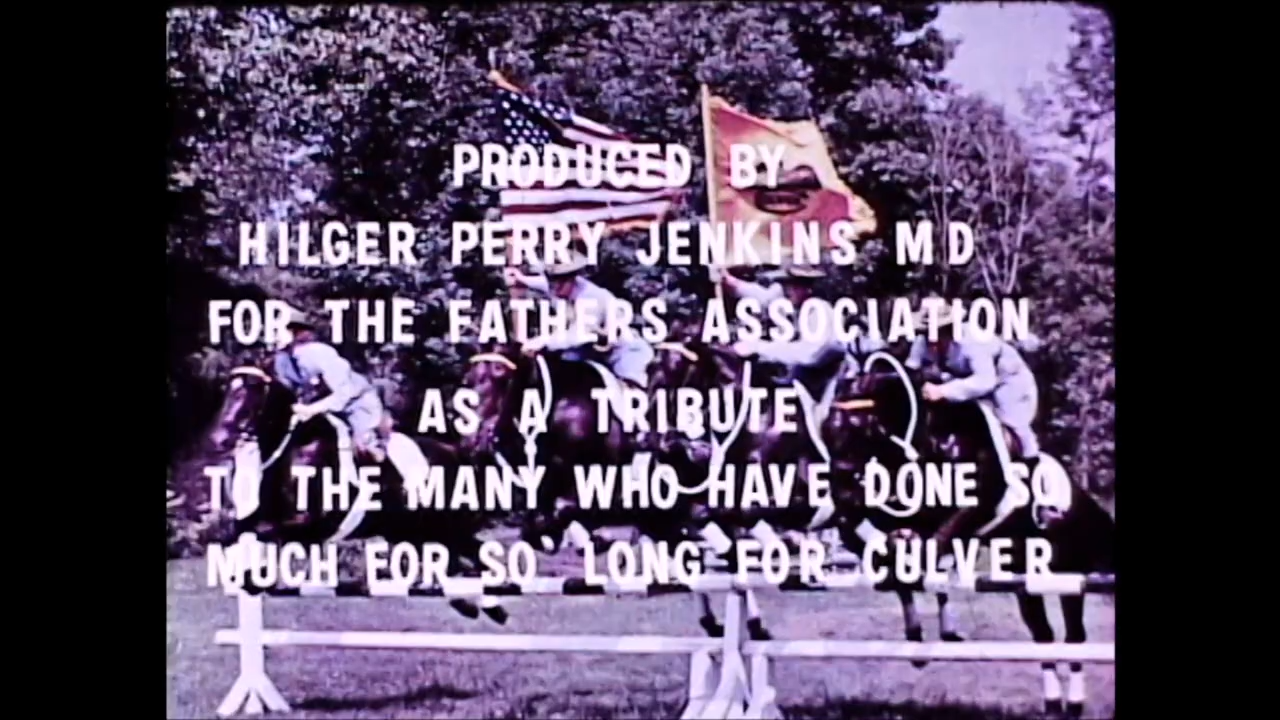 PRODUCED BY
HILGER PERRY JENKINS MD
FOR THE FATHERS ASSOCIATION
AS A TRIBUTE
TO THE MANY WHO HAVE DONE SO
MUCH FOR SO LONG FOR CULVER